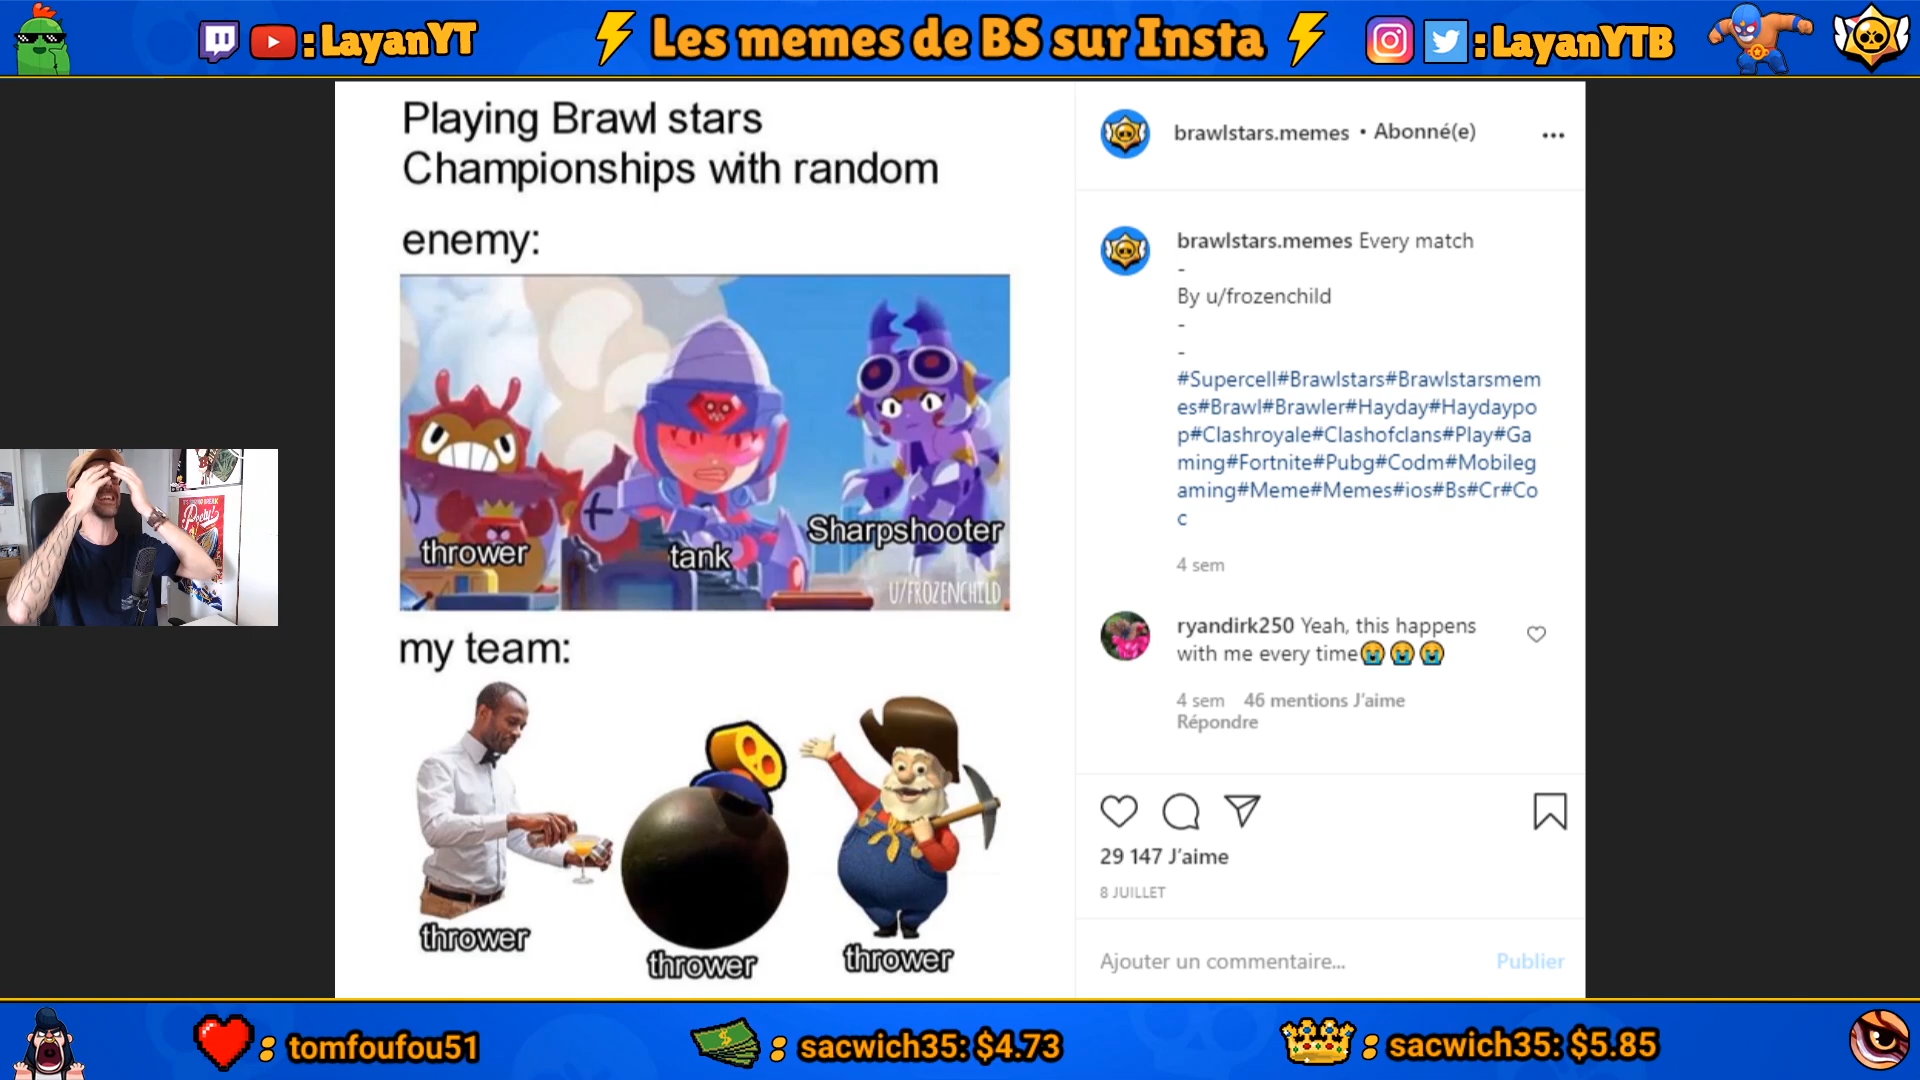 : LayanYT
Les memes de BS sur Insta
: LayanYTB
Playing Brawl stars
Championships with random
enemy:
thrower
tank
Sharpshooter
U/FROZENCHILD
my team:
thrower
thrower
thrower
brawlstars.memes • Abonné(e)
brawlstars.memes Every match
-
By u/frozenchild
-
-
#Supercell#Brawlstars#Brawlstarsmem
es#Brawl#Brawler#Hayday#Haydaypo
p#Clashroyale#Clashofclans#Play#Ga
ming#Fortnite#Pubg#Codm#Mobileg
aming#Meme#Memes#ios#Bs#Cr#Co
c
4 sem
ryandirk250 Yeah, this happens
with me every time😭😭😭
4 sem 46 mentions J'aime
Répondre
29 147 J'aime
8 JUILLET
Ajouter un commentaire...
Publier
: tomfoufou51
: sacwich35: $4.73
: sacwich35: $5.85